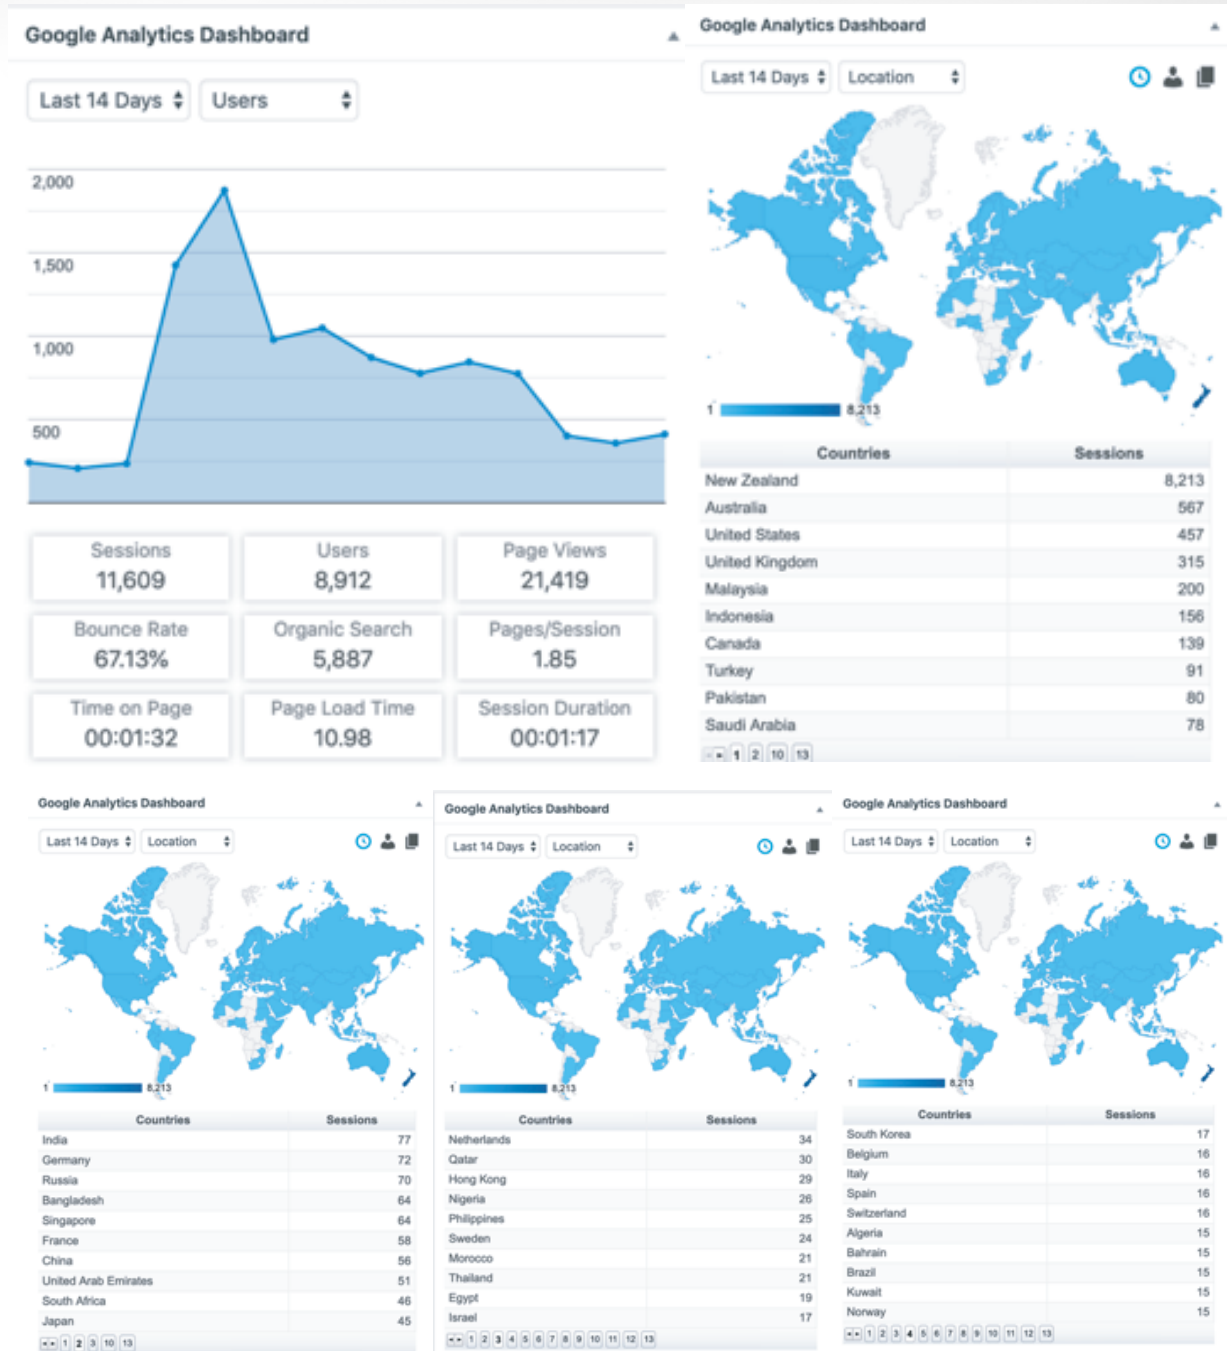 Google Analytics Dashboard
Last 14 Days Users
2,000
1,500
1,000
500
Sessions Users Page Views
11,609 8,912 21,419
Bounce Rate Organic Search Pages/Session
67.13% 5,887 1.85
Time on Page Page Load Time Session Duration
00:01:32 10.98 00:01:17
Google Analytics Dashboard
Last 14 Days Location
1 8,213
Countries Sessions
New Zealand 8,213
Australia 567
United States 457
United Kingdom 315
Malaysia 200
Indonesia 156
Canada 139
Turkey 91
Pakistan 80
Saudi Arabia 78
1 2 10 13
Google Analytics Dashboard
Last 14 Days Location
1 8,213
Countries Sessions
India 77
Germany 72
Russia 70
Bangladesh 64
Singapore 64
France 58
China 56
United Arab Emirates 51
South Africa 46
Japan 45
1 2 3 10 13
Google Analytics Dashboard
Last 14 Days Location
1 8,213
Countries Sessions
Netherlands 34
Qatar 30
Hong Kong 29
Nigeria 26
Philippines 25
Sweden 24
Morocco 21
Thailand 21
Egypt 19
Israel 17
1 2 3 4 5 6 7 8 9 10 11 12 13
Google Analytics Dashboard
Last 14 Days Location
1 8,213
Countries Sessions
South Korea 17
Belgium 16
Italy 16
Spain 16
Switzerland 16
Algeria 15
Bahrain 15
Brazil 15
Kuwait 15
Norway 15
1 2 3 4 5 6 7 8 9 10 11 12 13